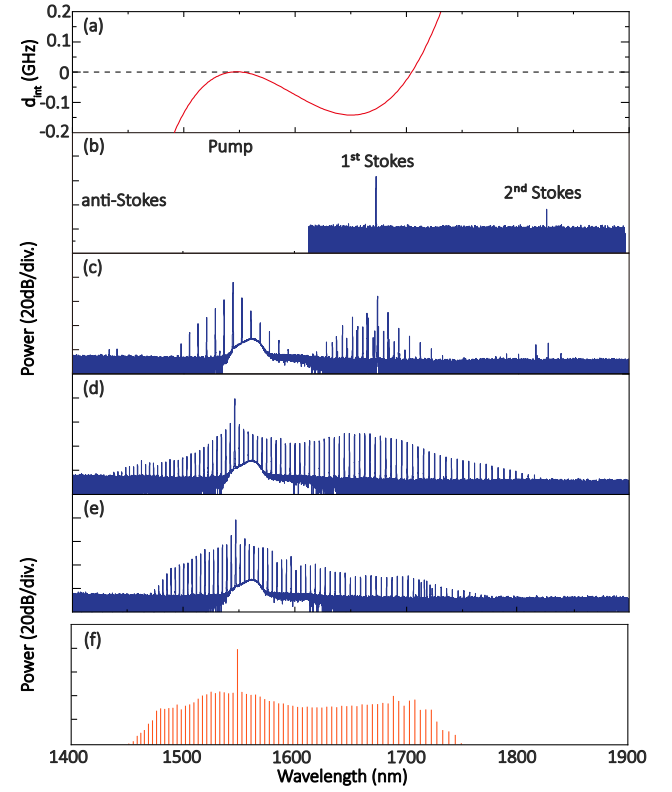 (a)
0.2
0.1
0
-0.1
-0.2
d_int (GHz)
(b)
Pump
1st Stokes
anti-Stokes
2nd Stokes
(c)
Power (20dB/div.)
(d)
(e)
Power (20dB/div.)
(f)
1400 1500 1600 1700 1800 1900
Wavelength (nm)